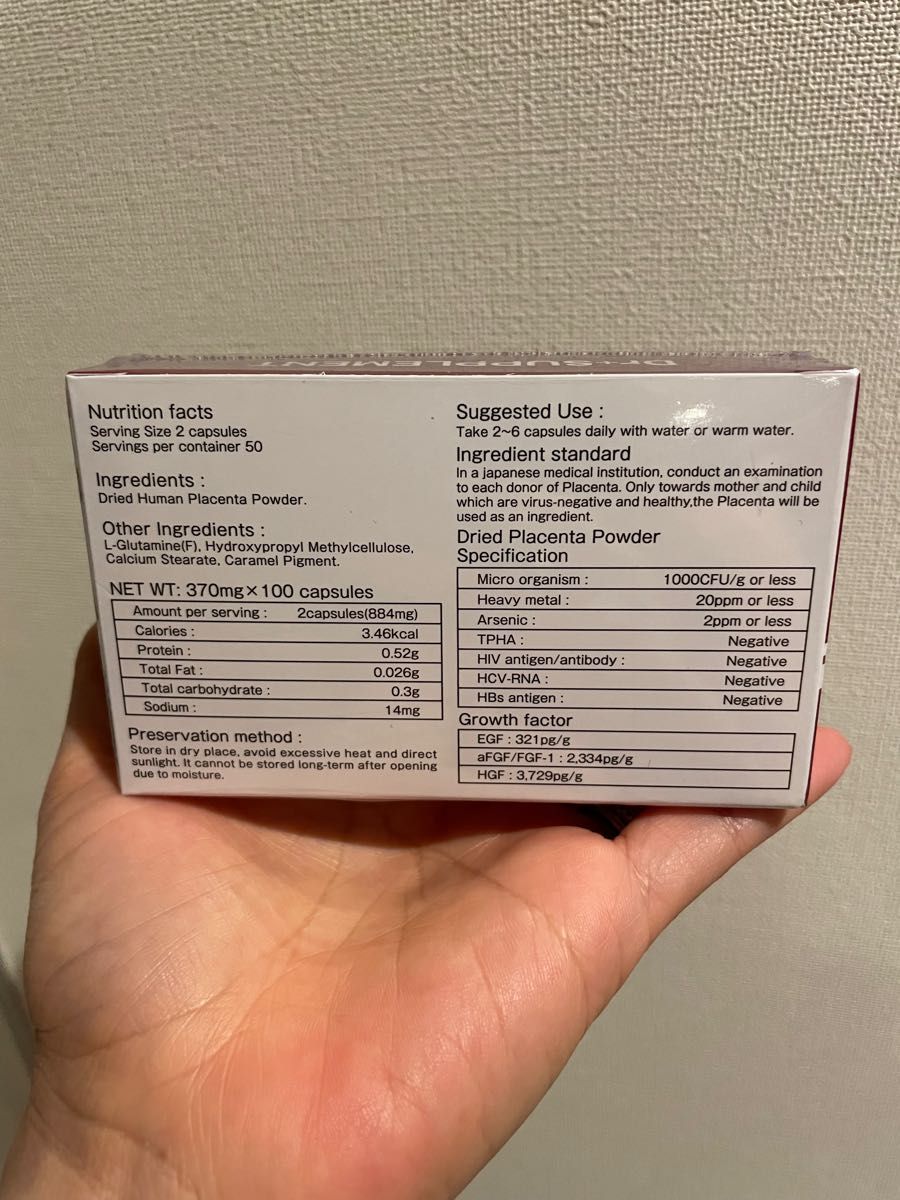 Dr.SUPPLEMENT
Nutrition facts
Serving Size 2 capsules
Servings per container 50
Ingredients :
Dried Human Placenta Powder.
Other Ingredients :
L-Glutamine(F), Hydroxypropyl Methylcellulose,
Calcium Stearate, Caramel Pigment.
NET WT: 370mg×100 capsules
Amount per serving : 2capsules(884mg)
Calories : 3.46kcal
Protein : 0.52g
Total Fat : 0.026g
Total carbohydrate : 0.3g
Sodium : 14mg
Preservation method :
Store in dry place, avoid excessive heat and direct
sunlight. It cannot be stored long-term after opening
due to moisture.
Suggested Use :
Take 2~6 capsules daily with water or warm water.
Ingredient standard
In a japanese medical institution, conduct an examination
to each donor of Placenta. Only towards mother and child
which are virus-negative and healthy,the Placenta will be
used as an ingredient.
Dried Placenta Powder
Specification
Micro organism : 1000CFU/g or less
Heavy metal : 20ppm or less
Arsenic : 2ppm or less
TPHA : Negative
HIV antigen/antibody : Negative
HCV-RNA : Negative
HBs antigen : Negative
Growth factor
EGF : 321pg/g
aFGF/FGF-1 : 2,334pg/g
HGF : 3,729pg/g